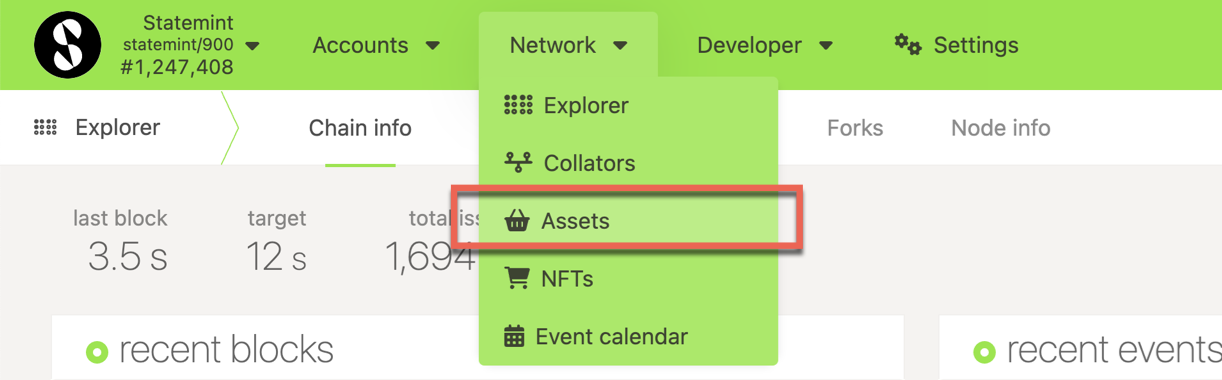 Statemint
statemint/900
#1,247,408
Accounts
Network
Developer
Settings
Explorer
Chain info
Forks
Node info
Explorer
Collators
Assets
NFTs
Event calendar
last block
3.5 s
target
12 s
total iss
1,694
recent blocks
recent events